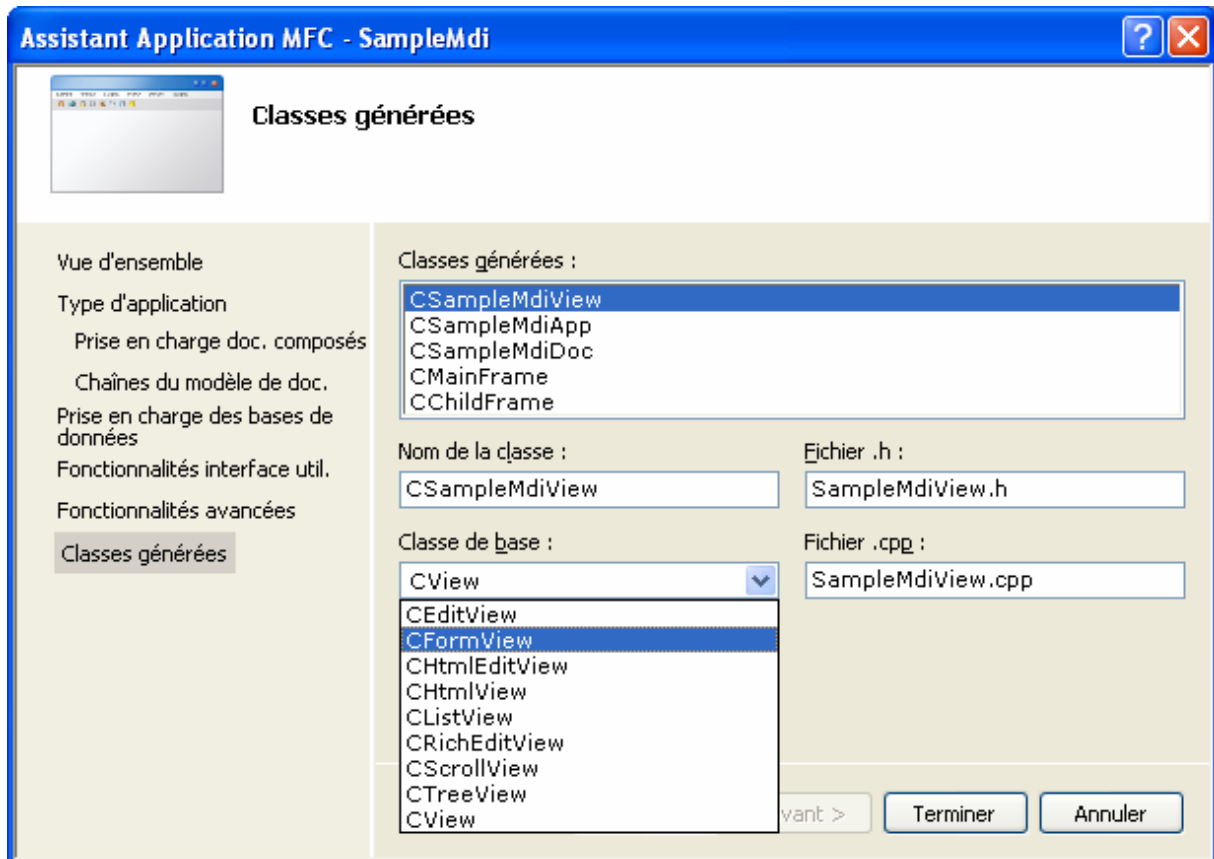 Assistant Application MFC - SampleMdi
Classes générées
Vue d'ensemble
Type d'application
Prise en charge doc. composés
Chaînes du modèle de doc.
Prise en charge des bases de
données
Fonctionnalités interface util.
Fonctionnalités avancées
Classes générées
Classes générées :
CSampleMdiView
CSampleMdiApp
CSampleMdiDoc
CMainFrame
CChildFrame
Nom de la classe :
Fichier .h :
CSampleMdiView
SampleMdiView.h
Classe de base :
Fichier .cpp :
CView
SampleMdiView.cpp
CEditView
CFormView
CHtmlEditView
CHtmlView
CListView
CRichEditView
CScrollView
CTreeView
CView
vant >
Terminer
Annuler